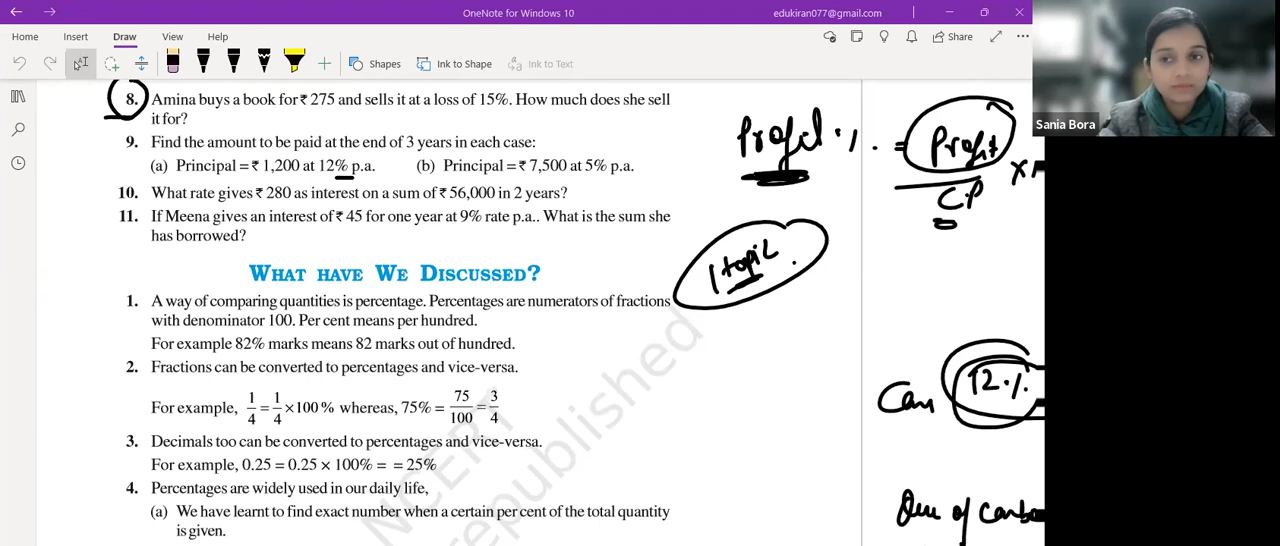 OneNote for Windows 10
edukiran077@gmail.com
Home Insert Draw View Help
Share
Shapes Ink to Shape Ink to Text
8. Amina buys a book for ₹ 275 and sells it at a loss of 15%. How much does she sell
it for?
9. Find the amount to be paid at the end of 3 years in each case:
(a) Principal = ₹ 1,200 at 12% p.a. (b) Principal = ₹ 7,500 at 5% p.a.
10. What rate gives ₹ 280 as interest on a sum of ₹ 56,000 in 2 years?
11. If Meena gives an interest of ₹ 45 for one year at 9% rate p.a.. What is the sum she
has borrowed?
WHAT HAVE WE DISCUSSED?
1. A way of comparing quantities is percentage. Percentages are numerators of fractions
with denominator 100. Per cent means per hundred.
For example 82% marks means 82 marks out of hundred.
2. Fractions can be converted to percentages and vice-versa.
For example, 1/4 = 1/4 × 100 % whereas, 75% = 75/100 = 3/4
3. Decimals too can be converted to percentages and vice-versa.
For example, 0.25 = 0.25 × 100% = = 25%
4. Percentages are widely used in our daily life,
(a) We have learnt to find exact number when a certain per cent of the total quantity
is given.
NCERT
republished
= Profit
CP
×
1 topic
12%
Sania Bora